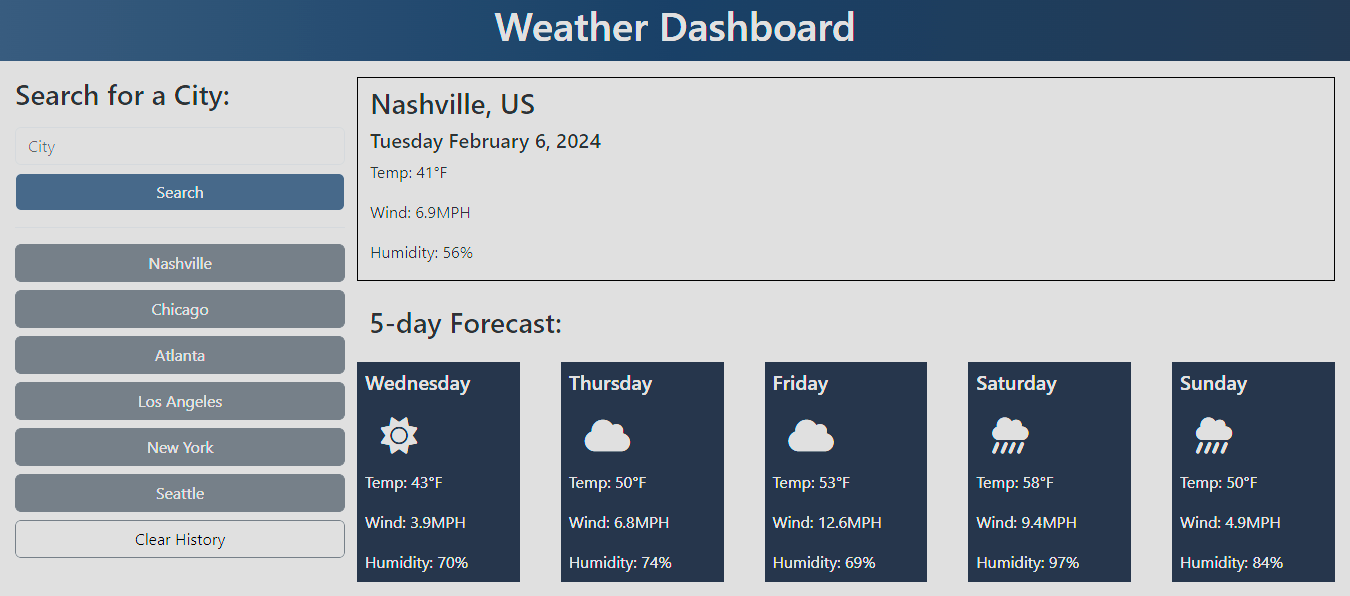 Weather Dashboard
Search for a City:
City
Search
Nashville
Chicago
Atlanta
Los Angeles
New York
Seattle
Clear History
Nashville, US
Tuesday February 6, 2024
Temp: 41°F
Wind: 6.9MPH
Humidity: 56%
5-day Forecast:
Wednesday
Temp: 43°F
Wind: 3.9MPH
Humidity: 70%
Thursday
Temp: 50°F
Wind: 6.8MPH
Humidity: 74%
Friday
Temp: 53°F
Wind: 12.6MPH
Humidity: 69%
Saturday
Temp: 58°F
Wind: 9.4MPH
Humidity: 97%
Sunday
Temp: 50°F
Wind: 4.9MPH
Humidity: 84%